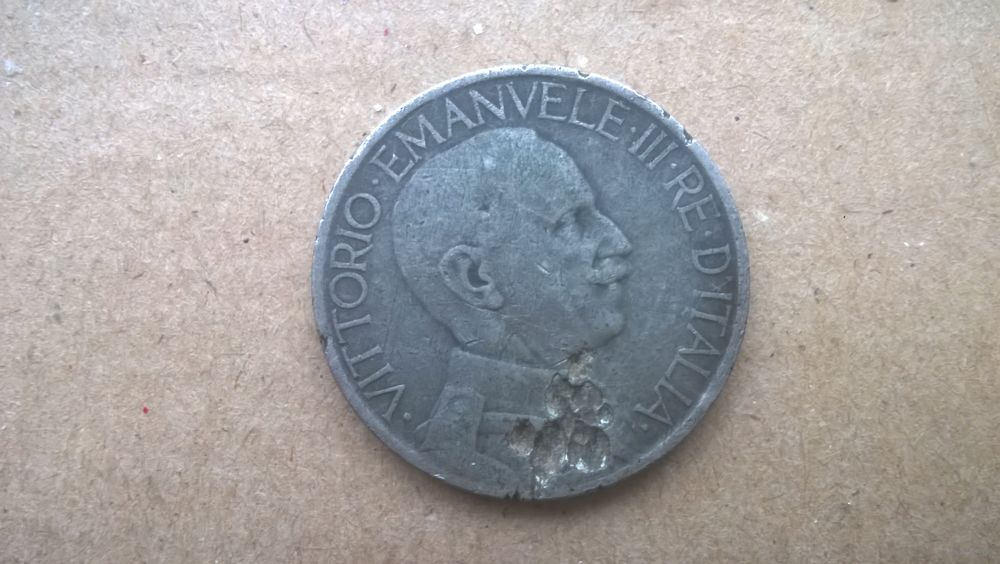 · VITTORIO · EMANVELE · III · RE · D'ITALIA ·